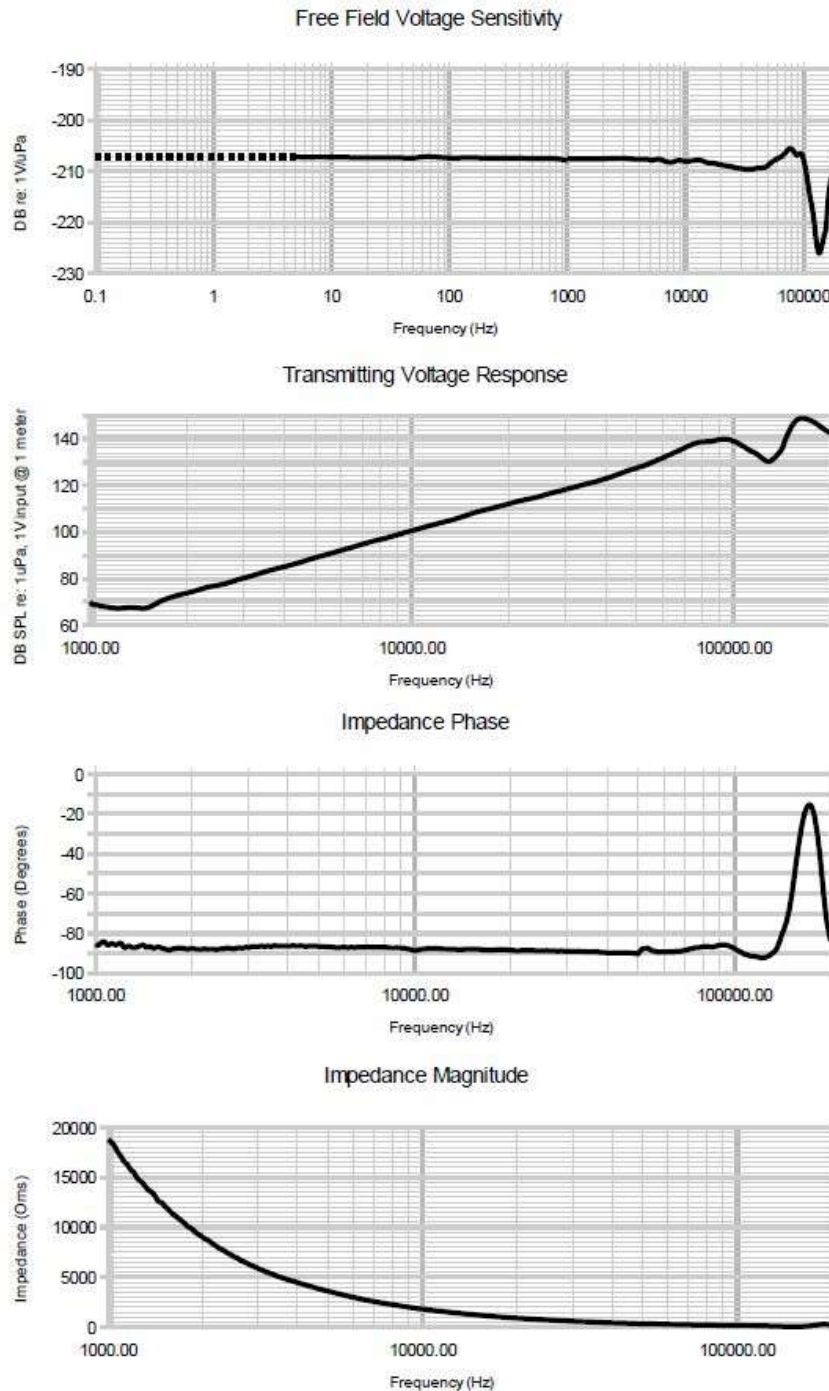 Free Field Voltage Sensitivity
DB re: 1V/uPa
-190
-200
-210
-220
-230
0.1 1 10 100 1000 10000 100000
Frequency (Hz)
Transmitting Voltage Response
DB SPL re: 1uPa, 1V input @ 1 meter
140
120
100
80
60
1000.00 10000.00 100000.00
Frequency (Hz)
Impedance Phase
Phase (Degrees)
0
-20
-40
-60
-80
-100
1000.00 10000.00 100000.00
Frequency (Hz)
Impedance Magnitude
Impedance (Oms)
20000
15000
10000
5000
0
1000.00 10000.00 100000.00
Frequency (Hz)